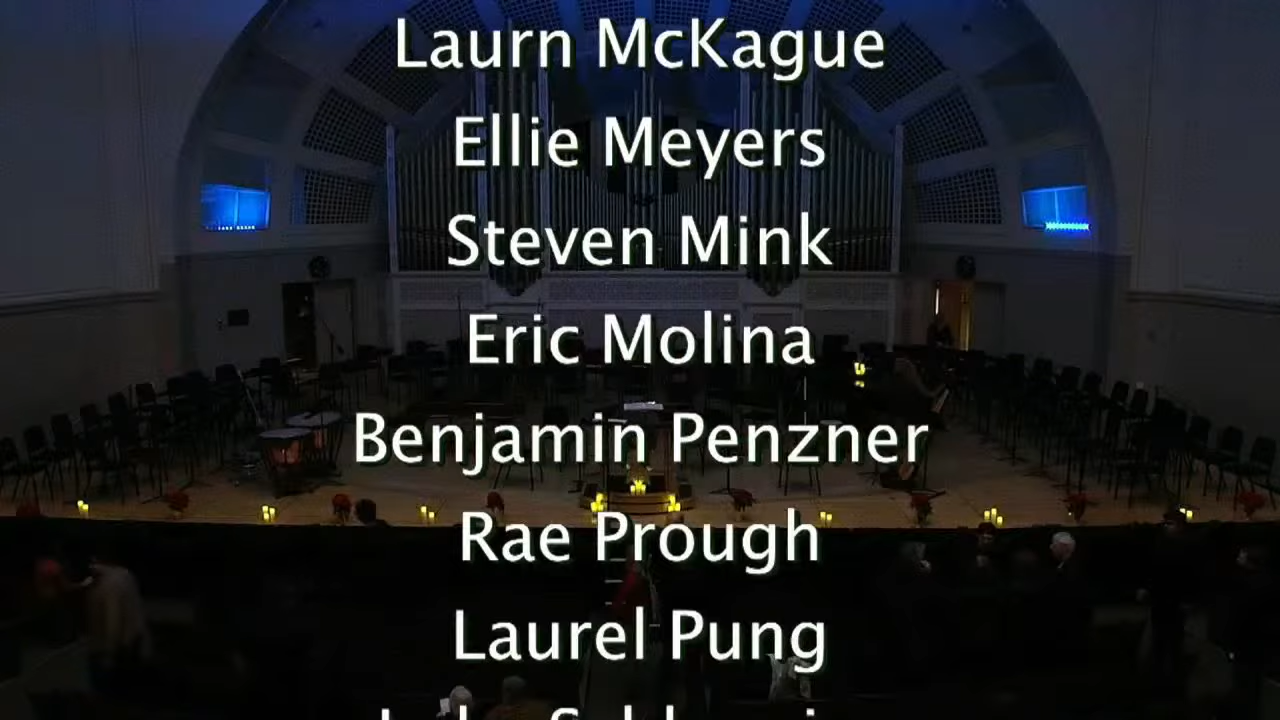 Laurn McKague
Ellie Meyers
Steven Mink
Eric Molina
Benjamin Penzner
Rae Prough
Laurel Pung